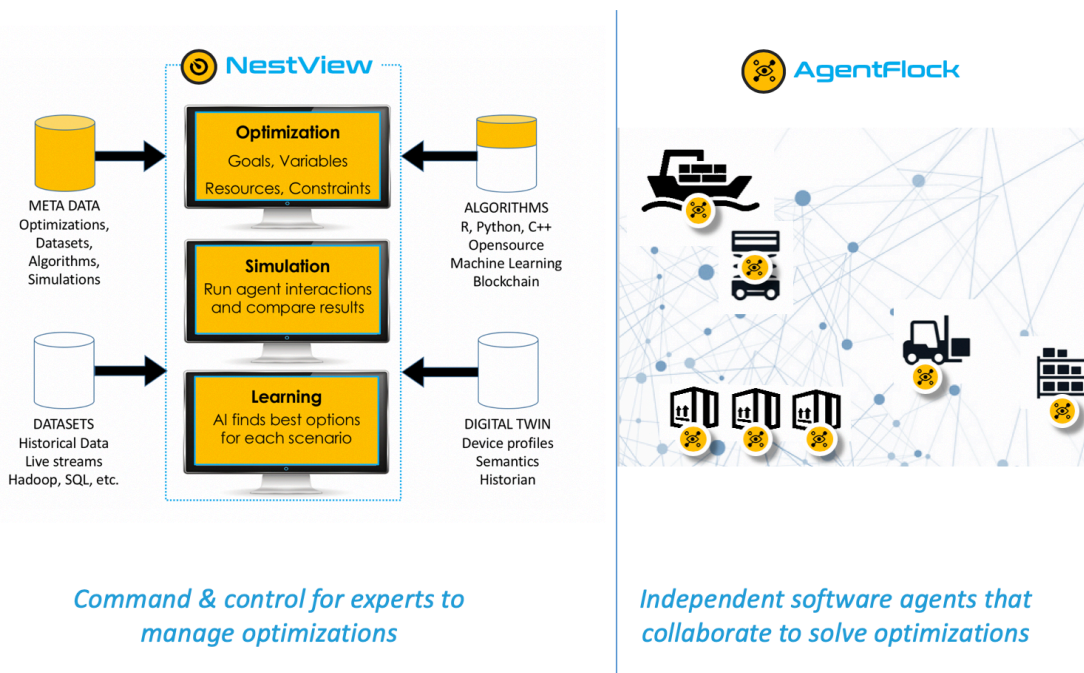 NestView
Optimization
Goals, Variables
Resources, Constraints
META DATA
Optimizations,
Datasets,
Algorithms,
Simulations
ALGORITHMS
R, Python, C++
Opensource
Machine Learning
Blockchain
Simulation
Run agent interactions
and compare results
DATASETS
Historical Data
Live streams
Hadoop, SQL, etc.
Learning
AI finds best options
for each scenario
DIGITAL TWIN
Device profiles
Semantics
Historian
Command & control for experts to
manage optimizations
AgentFlock
Independent software agents that
collaborate to solve optimizations